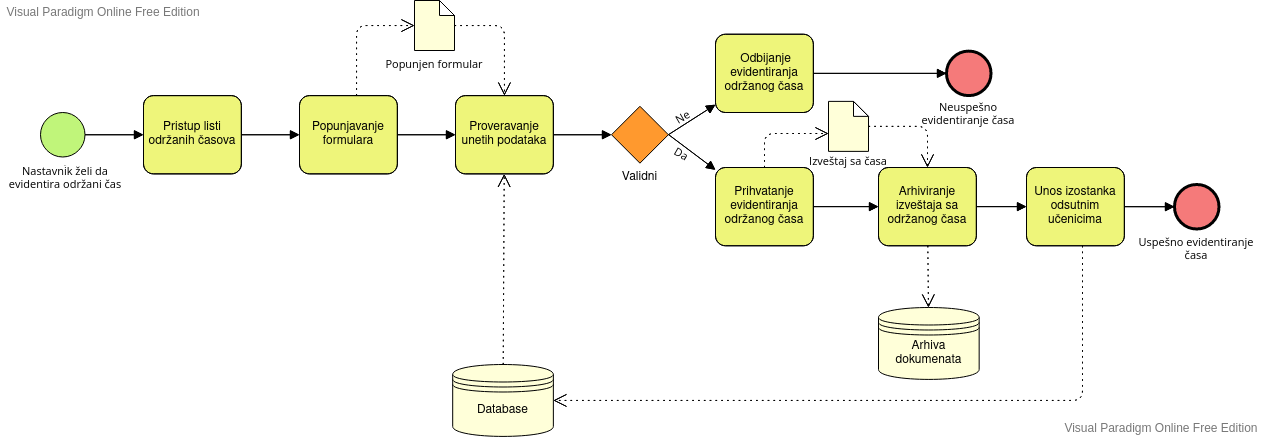 Visual Paradigm Online Free Edition
Popunjen formular
Nastavnik želi da
evidentira održani čas
Pristup listi
održanih časova
Popunjavanje
formulara
Proveravanje
unetih podataka
Validni
Ne
Da
Odbijanje
evidentiranja
održanog časa
Neuspešno
evidentiranje časa
Izveštaj sa časa
Prihvatanje
evidentiranja
održanog časa
Arhiviranje
izveštaja sa
održanog časa
Unos izostanka
odsutnim
učenicima
Uspešno evidentiranje
časa
Arhiva
dokumenata
Database
Visual Paradigm Online Free Edition